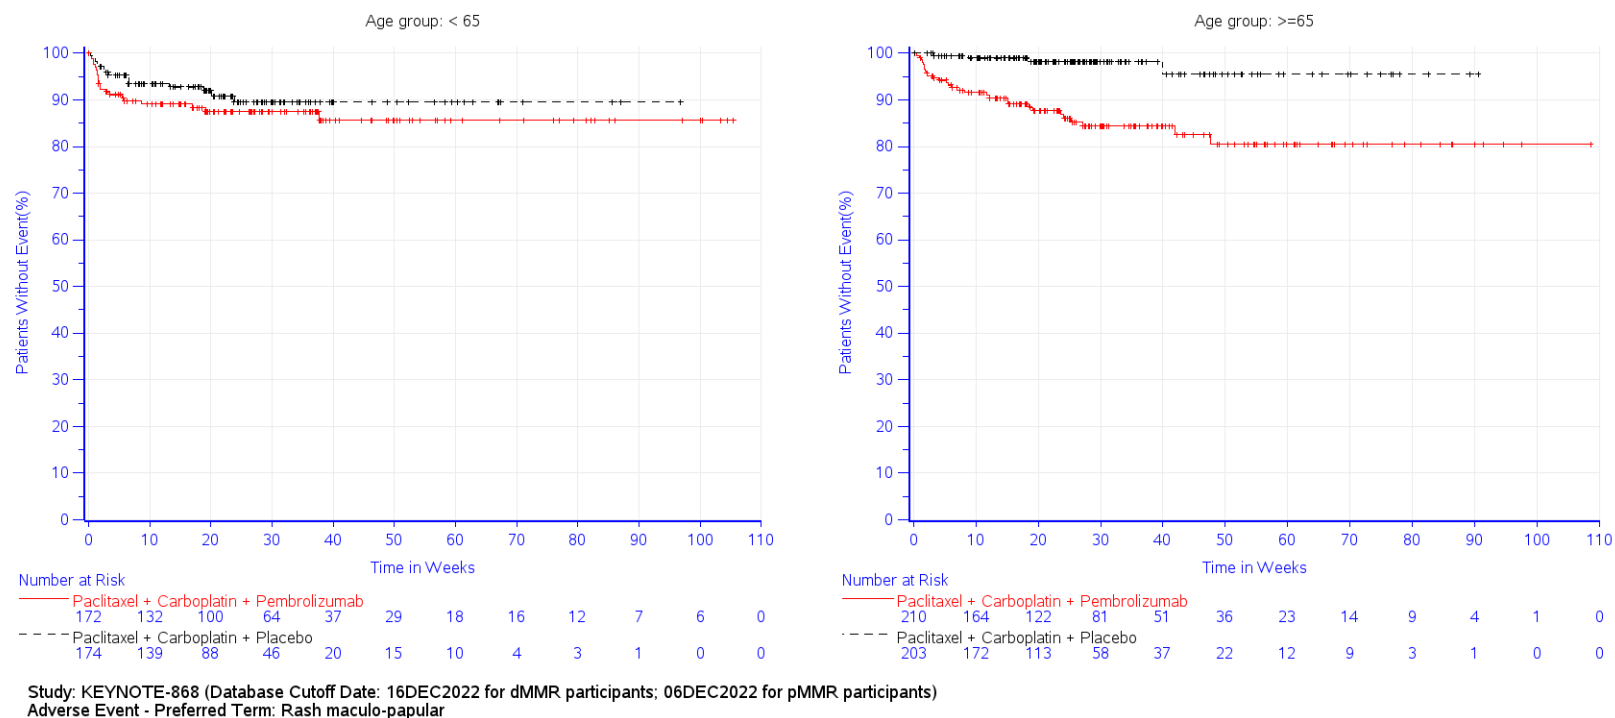 Age group: < 65
Patients Without Event(%)
100
90
80
70
60
50
40
30
20
10
0
0 10 20 30 40 50 60 70 80 90 100 110
Time in Weeks
Number at Risk
Paclitaxel + Carboplatin + Pembrolizumab
172 132 100 64 37 29 18 16 12 7 6 0
Paclitaxel + Carboplatin + Placebo
174 139 88 46 20 15 10 4 3 1 0 0
Age group: >=65
Patients Without Event(%)
100
90
80
70
60
50
40
30
20
10
0
0 10 20 30 40 50 60 70 80 90 100 110
Time in Weeks
Number at Risk
Paclitaxel + Carboplatin + Pembrolizumab
210 164 122 81 51 36 23 14 9 4 1 0
Paclitaxel + Carboplatin + Placebo
203 172 113 58 37 22 12 9 3 1 0 0
Study: KEYNOTE-868 (Database Cutoff Date: 16DEC2022 for dMMR participants; 06DEC2022 for pMMR participants)
Adverse Event - Preferred Term: Rash maculo-papular